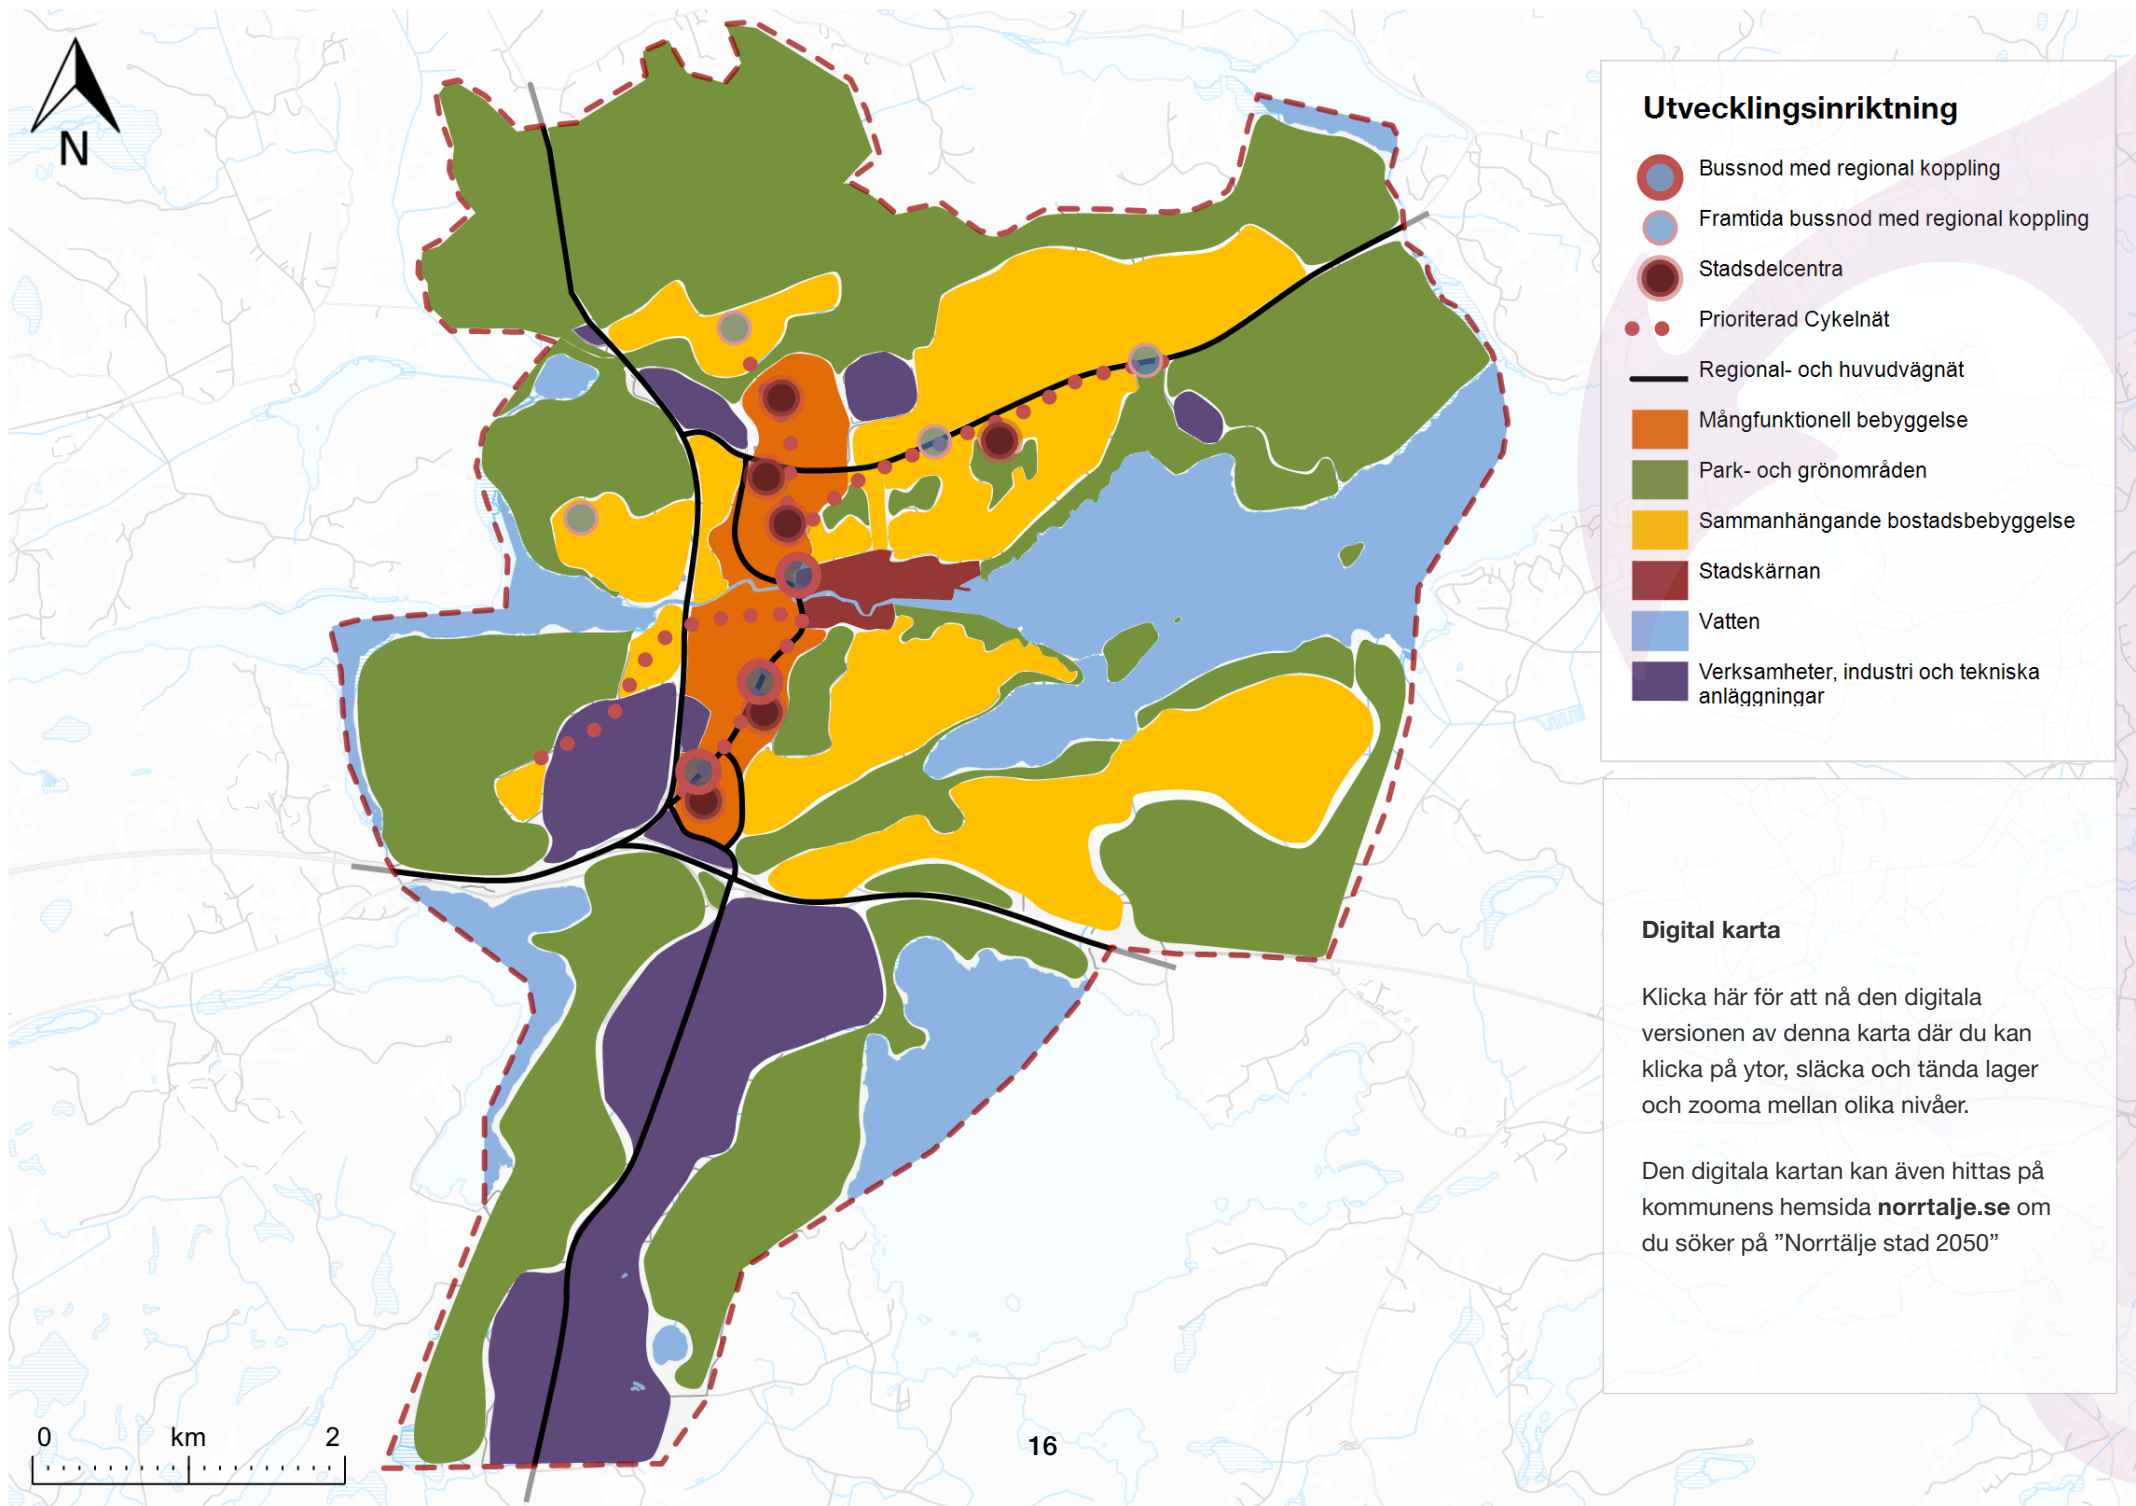 N
Utvecklingsinriktning
Bussnod med regional koppling
Framtida bussnod med regional koppling
Stadsdelcentra
Prioriterad Cykelnät
Regional- och huvudvägnät
Mångfunktionell bebyggelse
Park- och grönområden
Sammanhängande bostadsbebyggelse
Stadskärnan
Vatten
Verksamheter, industri och tekniska
anläggningar
Digital karta
Klicka här för att nå den digitala
versionen av denna karta där du kan
klicka på ytor, släcka och tända lager
och zooma mellan olika nivåer.
Den digitala kartan kan även hittas på
kommunens hemsida norrtalje.se om
du söker på ”Norrtälje stad 2050”
0 km 2
16